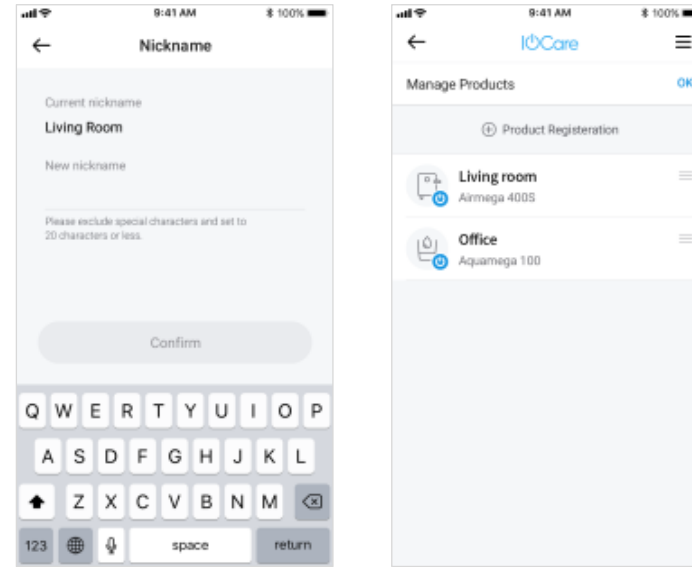 9:41 AM
100%
Nickname
Current nickname
Living Room
New nickname
Please exclude special characters and set to
20 characters or less.
Confirm
Q W E R T Y U I O P
A S D F G H J K L
Z X C V B N M
123 space return
9:41 AM
100%
IOCare
Manage Products OK
Product Registeration
Living room
Airmega 400S
Office
Aquamega 100